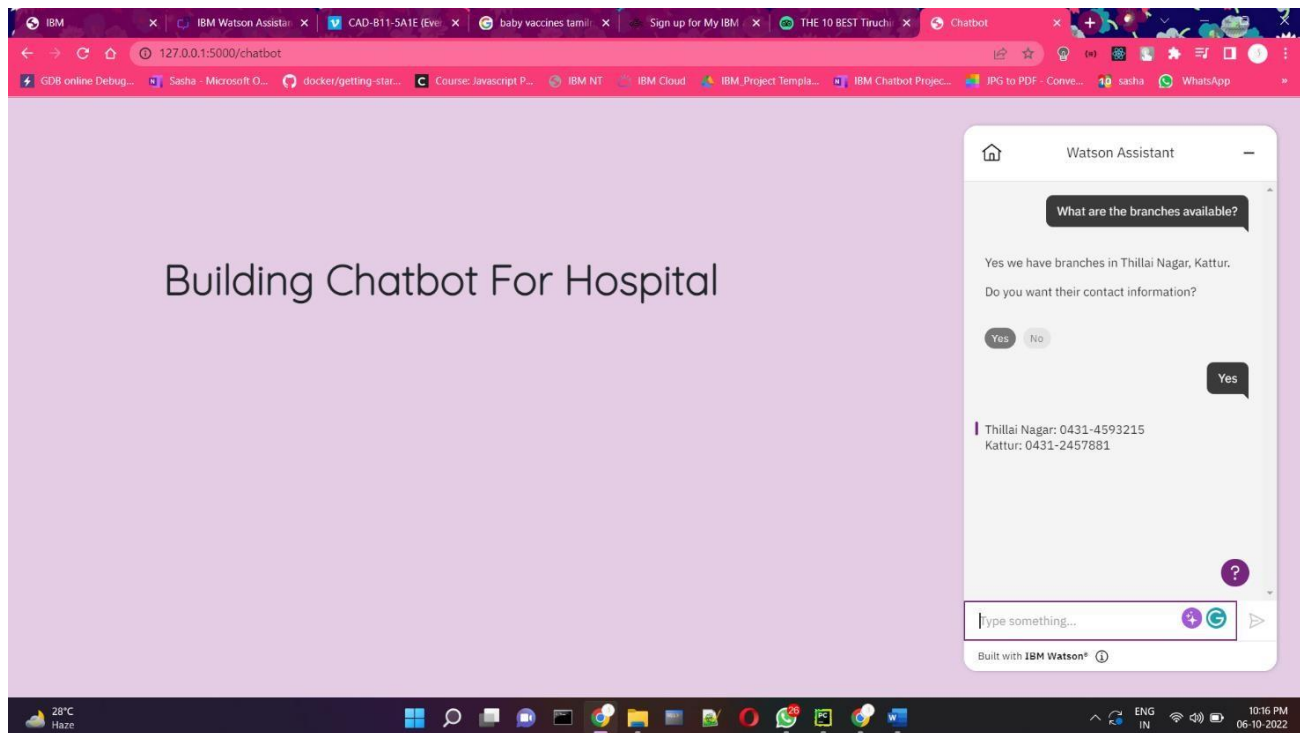 IBM
IBM Watson Assistan
CAD-B11-5A1E (Eve
baby vaccines tamiln
Sign up for My IBM
THE 10 BEST Tiruchi
Chatbot
127.0.0.1:5000/chatbot
GDB online Debug...
Sasha - Microsoft O...
docker/getting-star...
Course: Javascript P...
IBM NT
IBM Cloud
IBM_Project Templa...
IBM Chatbot Projec...
JPG to PDF - Conve...
sasha
WhatsApp
Building Chatbot For Hospital
Watson Assistant
What are the branches available?
Yes we have branches in Thillai Nagar, Kattur.
Do you want their contact information?
Yes No
Yes
Thillai Nagar: 0431-4593215
Kattur: 0431-2457881
?
Type something...
Built with IBM Watson®
28°C
Haze
26
ENG
IN
10:16 PM
06-10-2022